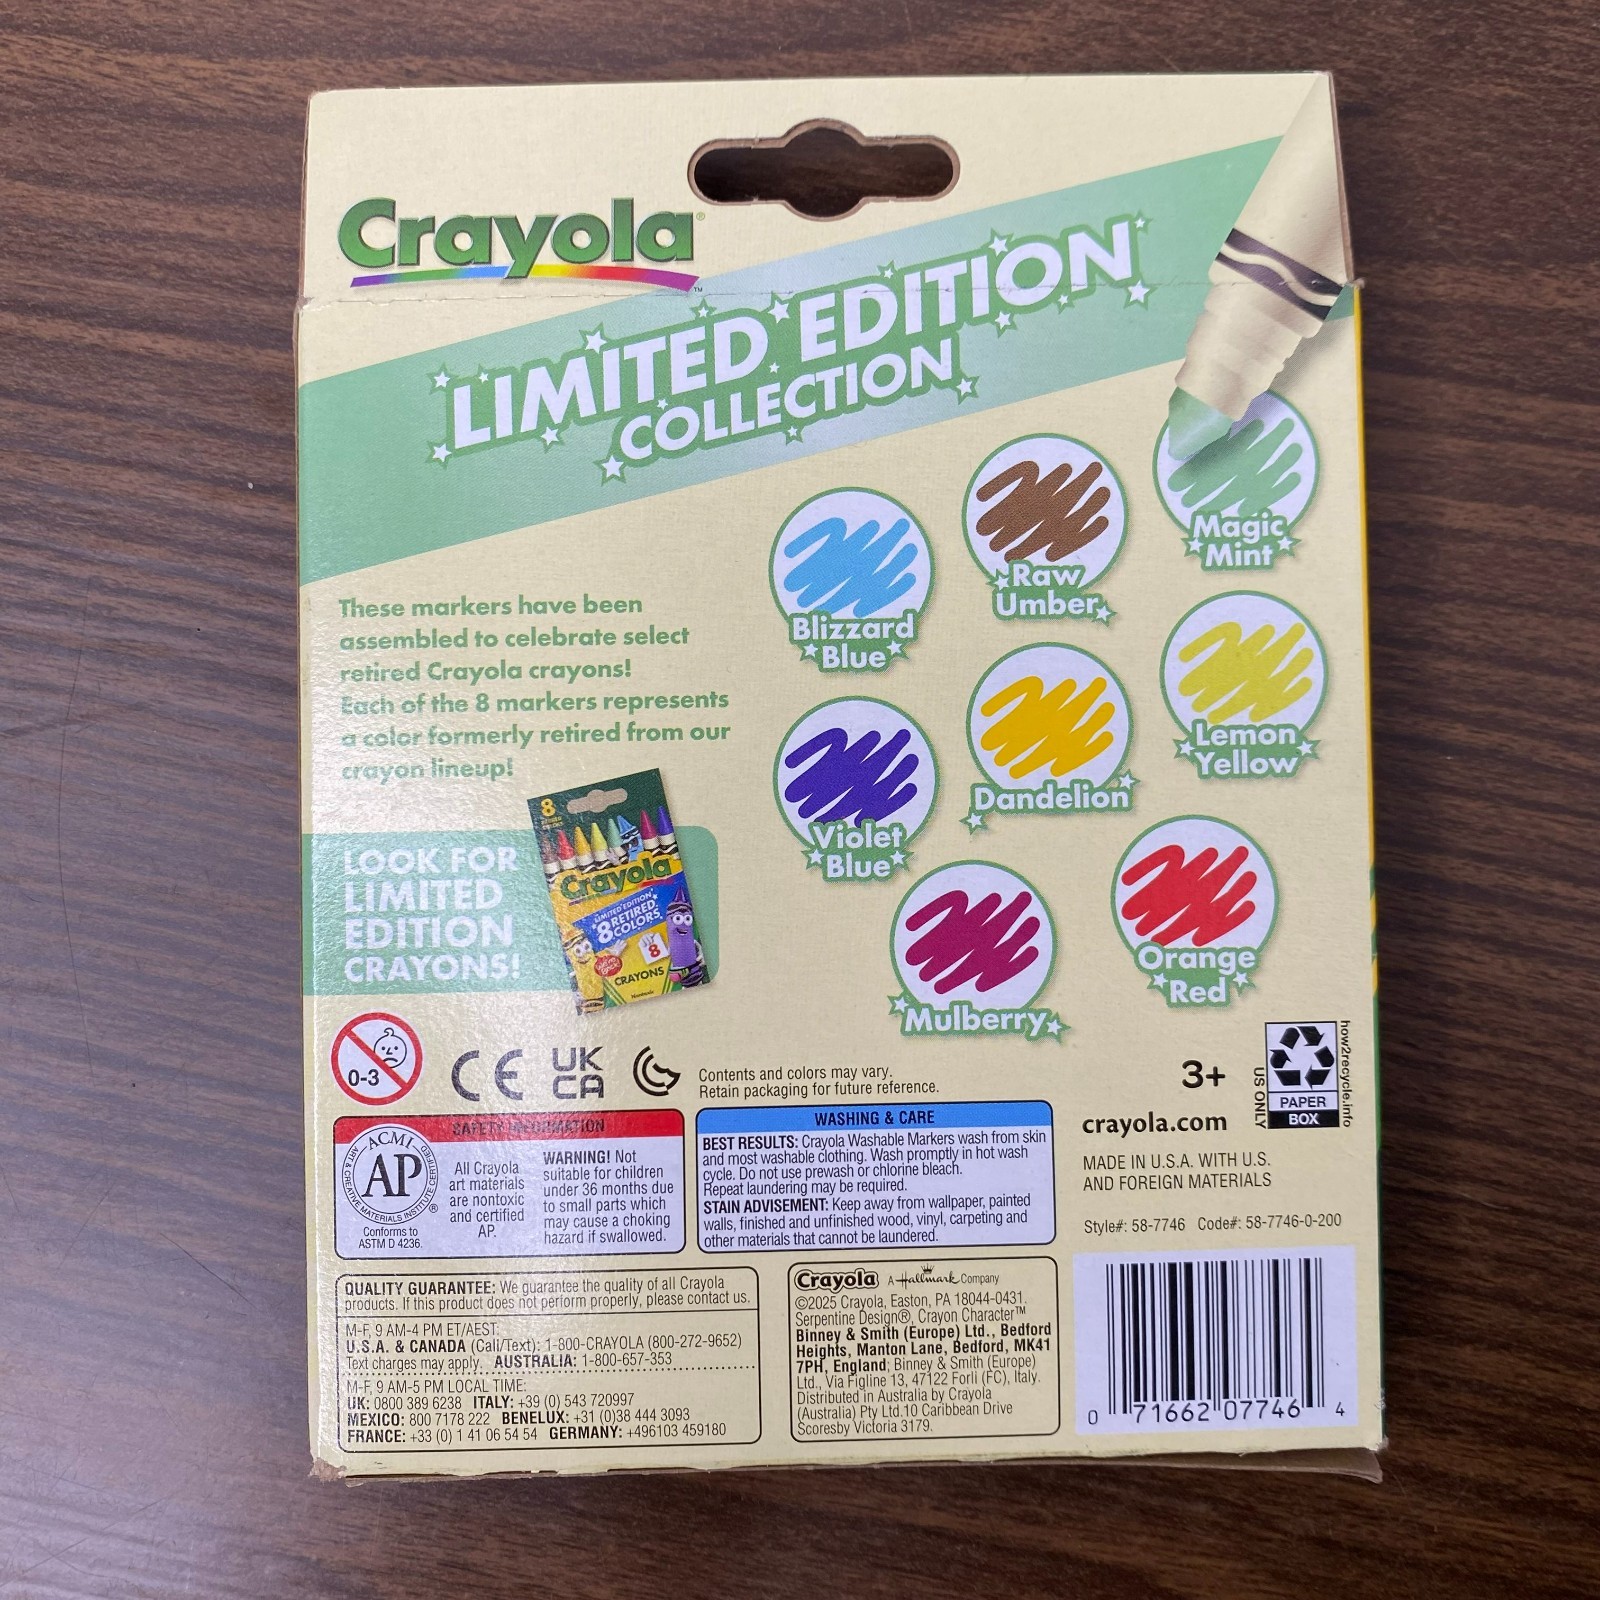 Crayola®
™
LIMITED EDITION
COLLECTION
Magic
Mint
Raw
Umber
Blizzard
Blue
Lemon
Yellow
Dandelion
Violet
Blue
Orange
Red
Mulberry
These markers have been
assembled to celebrate select
retired Crayola crayons!
Each of the 8 markers represents
a color formerly retired from our
crayon lineup!
LOOK FOR
LIMITED
EDITION
CRAYONS!
8
Crayola
LIMITED EDITION
8 RETIRED
COLORS
8
CRAYONS
Nontoxic
0-3
CE
UK
CA
Contents and colors may vary.
Retain packaging for future reference.
3+
crayola.com
US ONLY
PAPER
BOX
how2recycle.info
MADE IN U.S.A. WITH U.S.
AND FOREIGN MATERIALS
Style#: 58-7746 Code#: 58-7746-0-200
SAFETY INFORMATION
ACMI
AP
ART & CREATIVE MATERIALS INSTITUTE CERTIFIED
®
Conforms to
ASTM D 4236.
All Crayola
art materials
are nontoxic
and certified
AP.
WARNING! Not
suitable for children
under 36 months due
to small parts which
may cause a choking
hazard if swallowed.
WASHING & CARE
BEST RESULTS: Crayola Washable Markers wash from skin
and most washable clothing. Wash promptly in hot wash
cycle. Do not use prewash or chlorine bleach.
Repeat laundering may be required.
STAIN ADVISEMENT: Keep away from wallpaper, painted
walls, finished and unfinished wood, vinyl, carpeting and
other materials that cannot be laundered.
QUALITY GUARANTEE: We guarantee the quality of all Crayola
products. If this product does not perform properly, please contact us.
M-F, 9 AM-4 PM ET/AEST:
U.S.A. & CANADA (Call/Text): 1-800-CRAYOLA (800-272-9652)
Text charges may apply. AUSTRALIA: 1-800-657-353
M-F, 9 AM-5 PM LOCAL TIME:
UK: 0800 389 6238 ITALY: +39 (0) 543 720997
MEXICO: 800 7178 222 BENELUX: +31 (0)38 444 3093
FRANCE: +33 (0) 1 41 06 54 54 GERMANY: +496103 459180
Crayola A Hallmark Company
©2025 Crayola, Easton, PA 18044-0431.
Serpentine Design®, Crayon Character™
Binney & Smith (Europe) Ltd., Bedford
Heights, Manton Lane, Bedford, MK41
7PH, England; Binney & Smith (Europe)
Ltd., Via Figline 13, 47122 Forlì (FC), Italy.
Distributed in Australia by Crayola
(Australia) Pty Ltd.10 Caribbean Drive
Scoresby Victoria 3179.
0 71662 07746 4